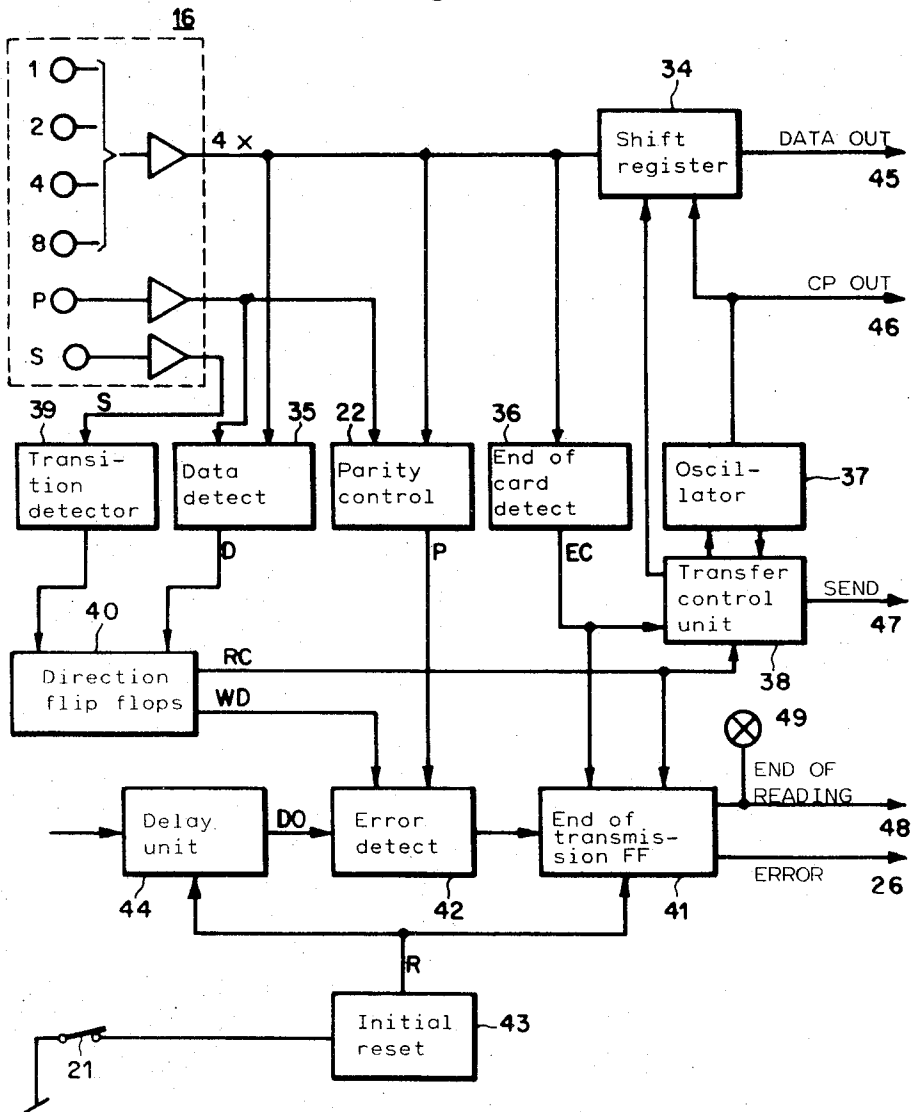 16
1
2
4
8
P
S
4 x
34
Shift
register
DATA OUT
45
CP OUT
46
S
39
Transi-
tion
detector
35
Data
detect
22
Parity
control
36
End of
card
detect
Oscil-
lator
37
D
P
EC
Transfer
control
unit
38
SEND
47
40
Direction
flip flops
RC
WD
49
END OF
READING
48
Delay
unit
44
DO
Error
detect
42
End of
transmis-
sion FF
41
ERROR
26
R
Initial
reset
43
21